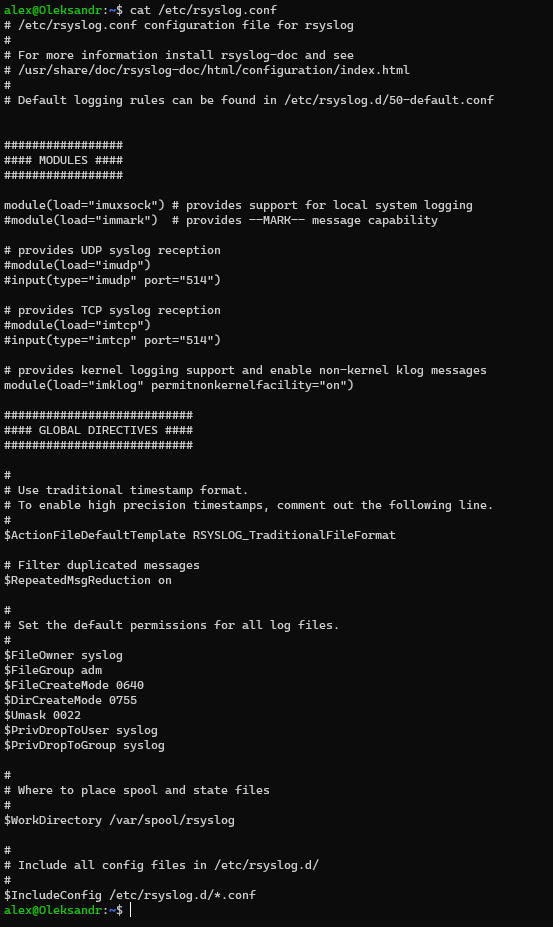 alex@Oleksandr:~$ cat /etc/rsyslog.conf
# /etc/rsyslog.conf configuration file for rsyslog
#
# For more information install rsyslog-doc and see
# /usr/share/doc/rsyslog-doc/html/configuration/index.html
#
# Default logging rules can be found in /etc/rsyslog.d/50-default.conf


#################
#### MODULES ####
#################

module(load="imuxsock") # provides support for local system logging
#module(load="immark")  # provides --MARK-- message capability

# provides UDP syslog reception
#module(load="imudp")
#input(type="imudp" port="514")

# provides TCP syslog reception
#module(load="imtcp")
#input(type="imtcp" port="514")

# provides kernel logging support and enable non-kernel klog messages
module(load="imklog" permitnonkernelfacility="on")

###########################
#### GLOBAL DIRECTIVES ####
###########################

#
# Use traditional timestamp format.
# To enable high precision timestamps, comment out the following line.
#
$ActionFileDefaultTemplate RSYSLOG_TraditionalFileFormat

# Filter duplicated messages
$RepeatedMsgReduction on

#
# Set the default permissions for all log files.
#
$FileOwner syslog
$FileGroup adm
$FileCreateMode 0640
$DirCreateMode 0755
$Umask 0022
$PrivDropToUser syslog
$PrivDropToGroup syslog

#
# Where to place spool and state files
#
$WorkDirectory /var/spool/rsyslog

#
# Include all config files in /etc/rsyslog.d/
#
$IncludeConfig /etc/rsyslog.d/*.conf
alex@Oleksandr:~$